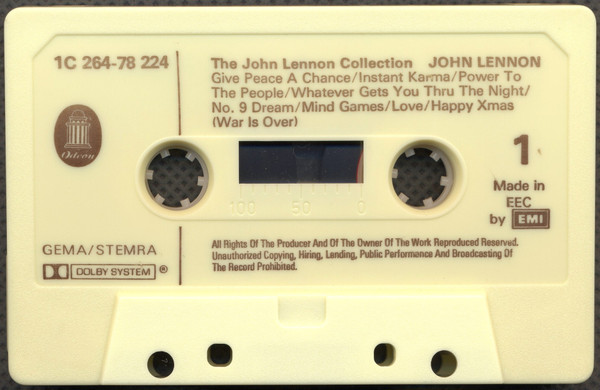 1C 264-78 224
The John Lennon Collection JOHN LENNON
Give Peace A Chance/Instant Karma/Power To
The People/Whatever Gets You Thru The Night/
No. 9 Dream/Mind Games/Love/Happy Xmas
(War Is Over)
Odeon
1
100 50 0
Made in
EEC
by EMI
GEMA/STEMRA
DOLBY SYSTEM ®
All Rights Of The Producer And Of The Owner Of The Work Reproduced Reserved.
Unauthorized Copying, Hiring, Lending, Public Performance And Broadcasting Of
The Record Prohibited.